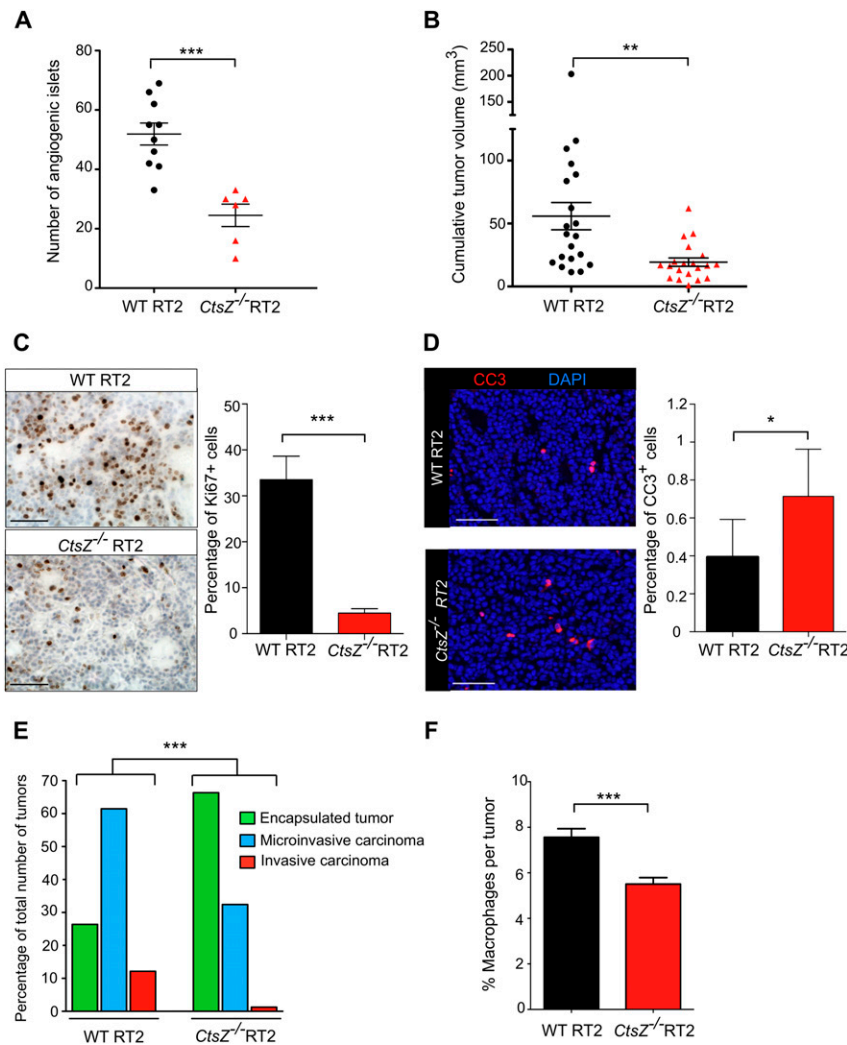 A
***
80
60
40
20
0
Number of angiogenic islets
WT RT2
CtsZ-/-RT2
B
**
250
200
150
100
50
0
Cumulative tumor volume (mm3)
WT RT2
CtsZ-/-RT2
C
WT RT2
CtsZ-/- RT2
***
50
40
30
20
10
0
Percentage of Ki67+ cells
WT RT2
CtsZ-/-RT2
D
CC3 DAPI
WT RT2
CtsZ-/- RT2
*
1.2
1
0.8
0.6
0.4
0.2
0
Percentage of CC3+ cells
WT RT2
CtsZ-/-RT2
E
***
70
60
50
40
30
20
10
0
Percentage of total number of tumors
Encapsulated tumor
Microinvasive carcinoma
Invasive carcinoma
WT RT2
CtsZ-/-RT2
F
***
10
8
6
4
2
0
% Macrophages per tumor
WT RT2
CtsZ-/-RT2